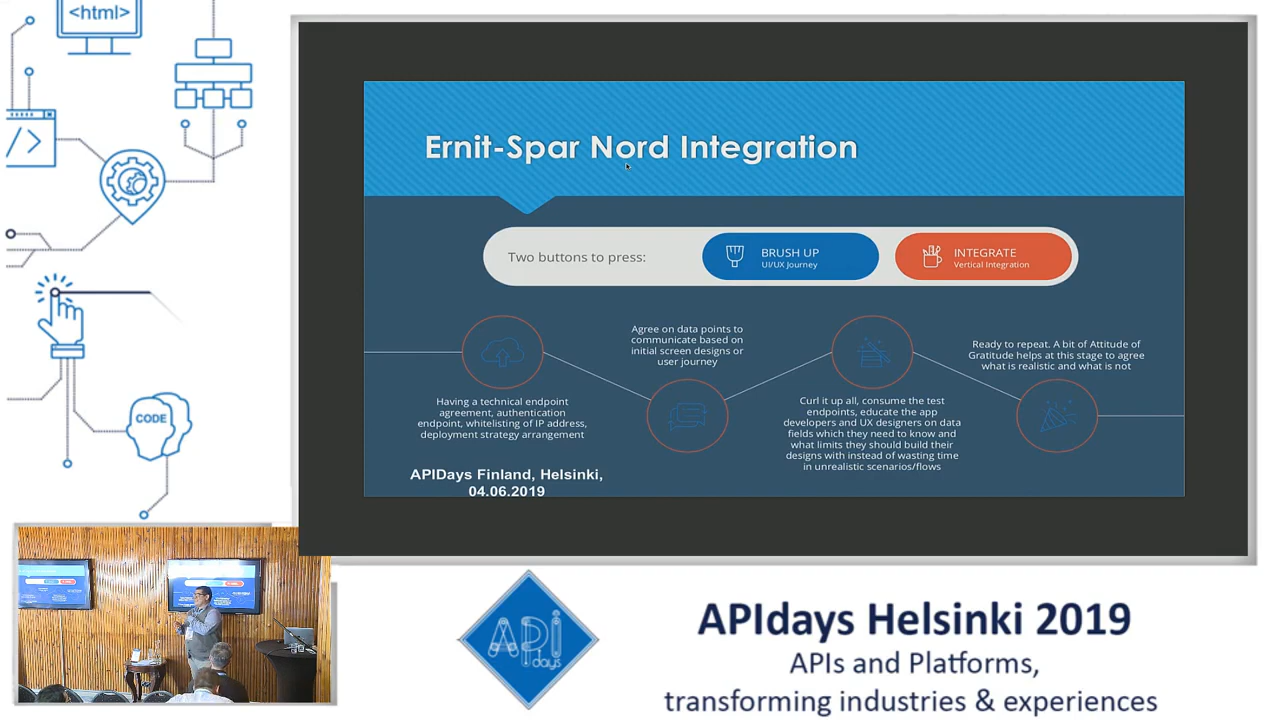 <html>
/>
CODE
Ernit-Spar Nord Integration
Two buttons to press:
BRUSH UP
UI/UX Journey
INTEGRATE
Vertical Integration
Having a technical endpoint
agreement, authentication
endpoint, whitelisting of IP address,
deployment strategy arrangement
Agree on data points to
communicate based on
initial screen designs or
user journey
Curl it up all, consume the test
endpoints, educate the app
developers and UX designers on data
fields which they need to know and
what limits they should build their
designs with instead of wasting time
in unrealistic scenarios/flows
Ready to repeat. A bit of Attitude of
Gratitude helps at this stage to agree
what is realistic and what is not
APIDays Finland, Helsinki,
04.06.2019
API
days
APIdays Helsinki 2019
APIs and Platforms,
transforming industries & experiences